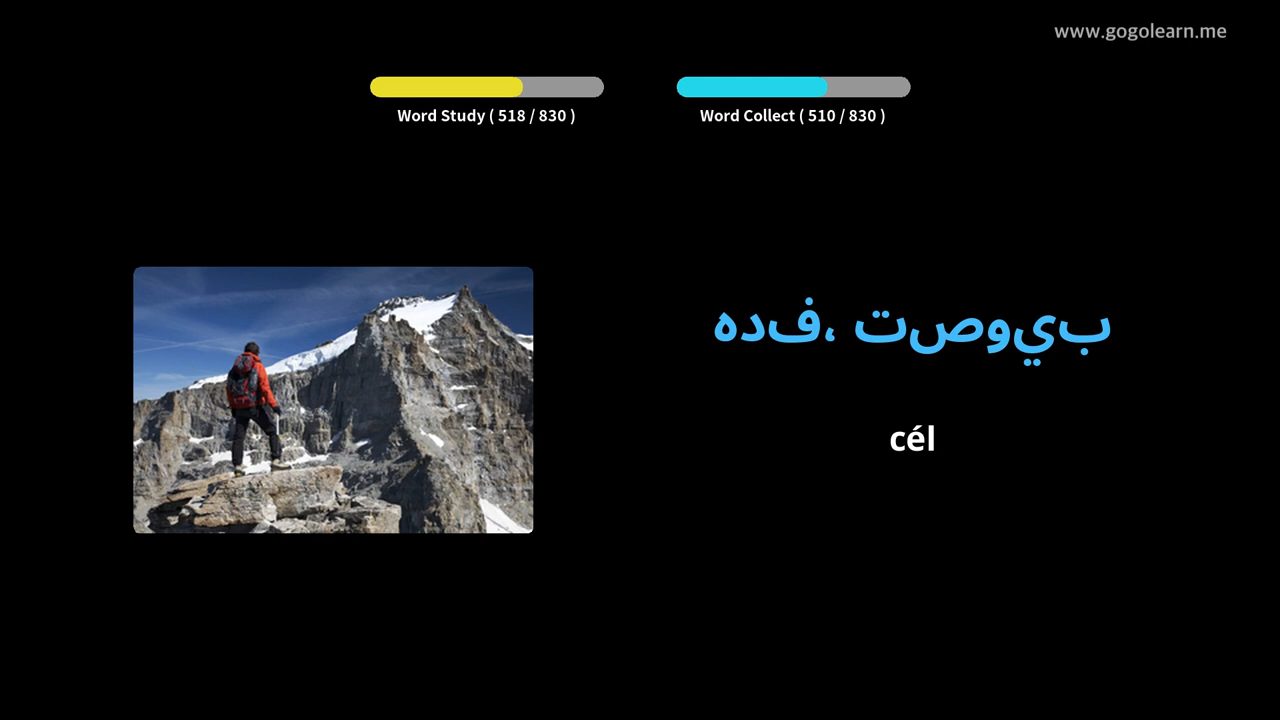 www.gogolearn.me
Word Study ( 518 / 830 )
Word Collect ( 510 / 830 )
هدف، تصويب
cél